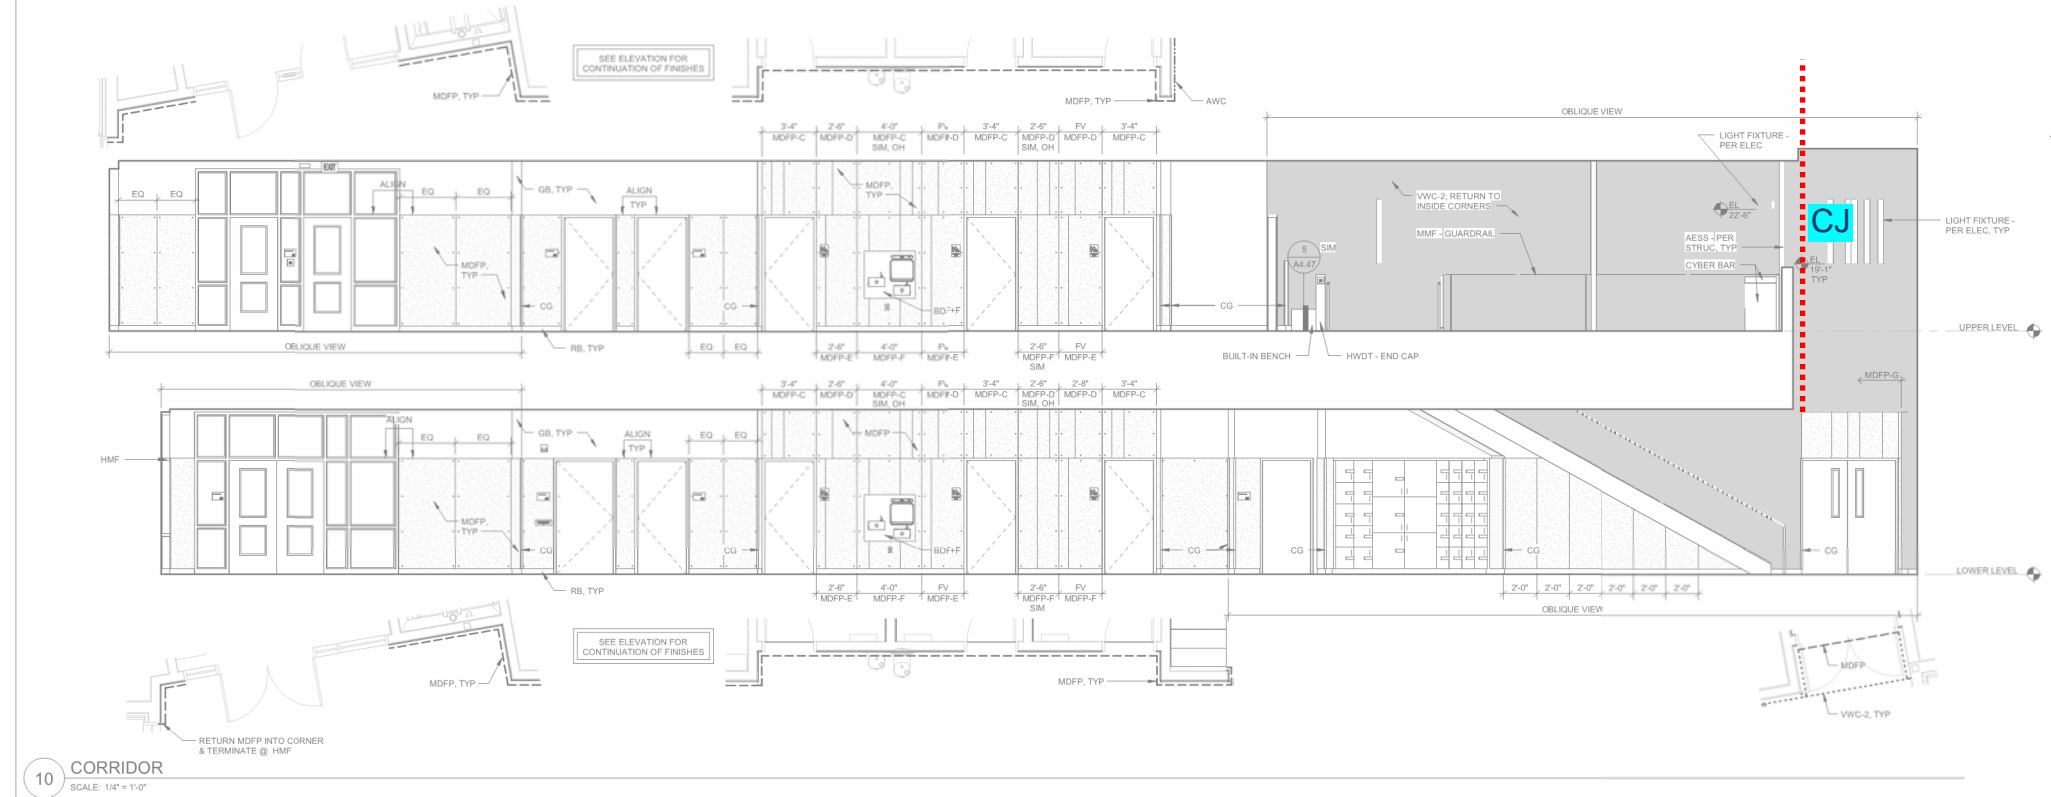 SEE ELEVATION FOR
CONTINUATION OF FINISHES
MDFP, TYP
MDFP, TYP
AWC
OBLIQUE VIEW
3'-4" 2'-6" 4'-0" FV 3'-4" 2'-6" FV 3'-4"
MDFP-C MDFP-D MDFP-C MDFP-D MDFP-C MDFP-D MDFP-D MDFP-C
SIM, OH SIM, OH
LIGHT FIXTURE -
PER ELEC
EXIT
EQ EQ
ALIGN
EQ EQ
GB, TYP
ALIGN
TYP
MDFP,
TYP
VWC-2; RETURN TO
INSIDE CORNERS
EL
22'-6"
CJ
LIGHT FIXTURE -
PER ELEC, TYP
MMF - GUARDRAIL
AESS - PER
STRUC, TYP
5
A4.47
SIM
MDFP,
TYP
CYBER BAR
EL
19'-1"
TYP
CG
CG
BDF+F
CG
UPPER LEVEL
OBLIQUE VIEW
RB, TYP
EQ EQ
2'-6" 4'-0" FV 2'-6" FV
MDFP-E MDFP-F MDFP-E MDFP-F MDFP-E
SIM
BUILT-IN BENCH
HWDT - END CAP
MDFP-G
OBLIQUE VIEW
3'-4" 2'-6" 4'-0" FV 3'-4" 2'-6" 2'-8" 3'-4"
MDFP-C MDFP-D MDFP-C MDFP-D MDFP-C MDFP-D MDFP-D MDFP-C
SIM, OH SIM, OH
ALIGN
EQ EQ
GB, TYP
ALIGN
TYP
EQ EQ
MDFP
HMF
MDFP,
TYP
CG
CG
BDF+F
CG
CG
CG
CG
LOWER LEVEL
RB, TYP
2'-6" 4'-0" FV 2'-6" FV
MDFP-E MDFP-F MDFP-E MDFP-F MDFP-F
SIM
2'-0" 2'-0" 2'-0" 2'-0" 2'-0" 2'-0"
OBLIQUE VIEW
SEE ELEVATION FOR
CONTINUATION OF FINISHES
MDFP, TYP
MDFP, TYP
MDFP
VWC-2, TYP
RETURN MDFP INTO CORNER
& TERMINATE @ HMF
10
CORRIDOR
SCALE: 1/4" = 1'-0"